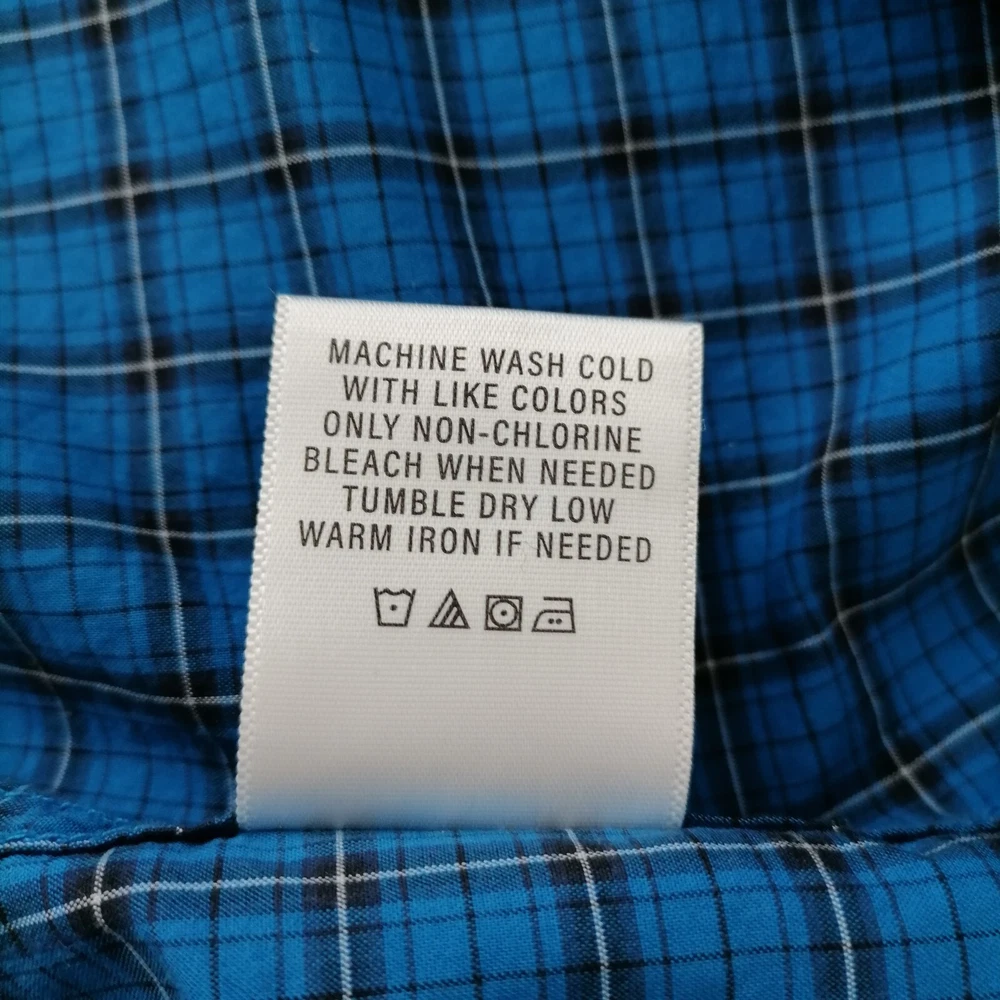 MACHINE WASH COLD
WITH LIKE COLORS
ONLY NON-CHLORINE
BLEACH WHEN NEEDED
TUMBLE DRY LOW
WARM IRON IF NEEDED